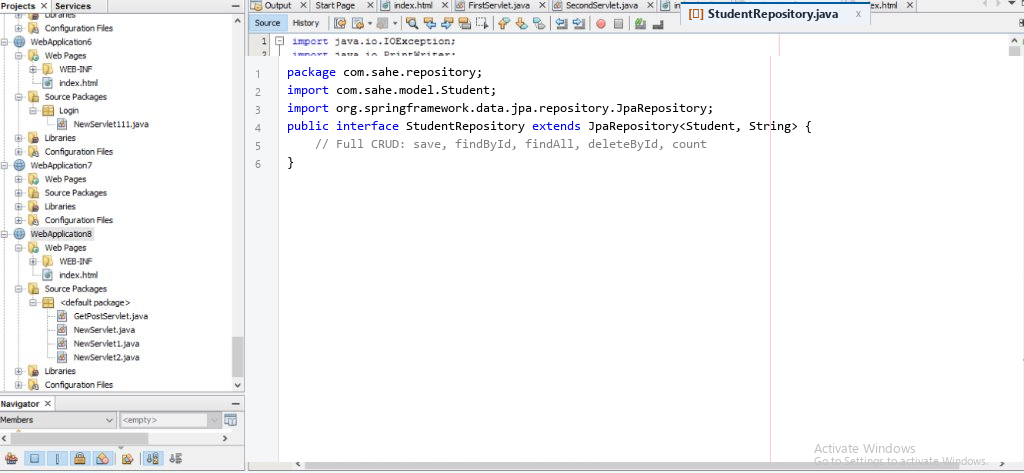 Projects × Services
Libraries
Configuration Files
WebApplication6
Web Pages
WEB-INF
index.html
Source Packages
Login
NewServlet111.java
Libraries
Configuration Files
WebApplication7
Web Pages
Source Packages
Libraries
Configuration Files
WebApplication8
Web Pages
WEB-INF
index.html
Source Packages
<default package>
GetPostServlet.java
NewServlet.java
NewServlet1.java
NewServlet2.java
Libraries
Configuration Files
Navigator ×
Members <empty>
Output × Start Page × index.html × FirstServlet.java × SecondServlet.java × StudentRepository.java x
Source History
1 import java.io.IOException;
2 import java.io.PrintWriter;
1 package com.sahe.repository;
2 import com.sahe.model.Student;
3 import org.springframework.data.jpa.repository.JpaRepository;
4 public interface StudentRepository extends JpaRepository<Student, String> {
5 // Full CRUD: save, findById, findAll, deleteById, count
6 }
Activate Windows
Go to Settings to activate Windows.